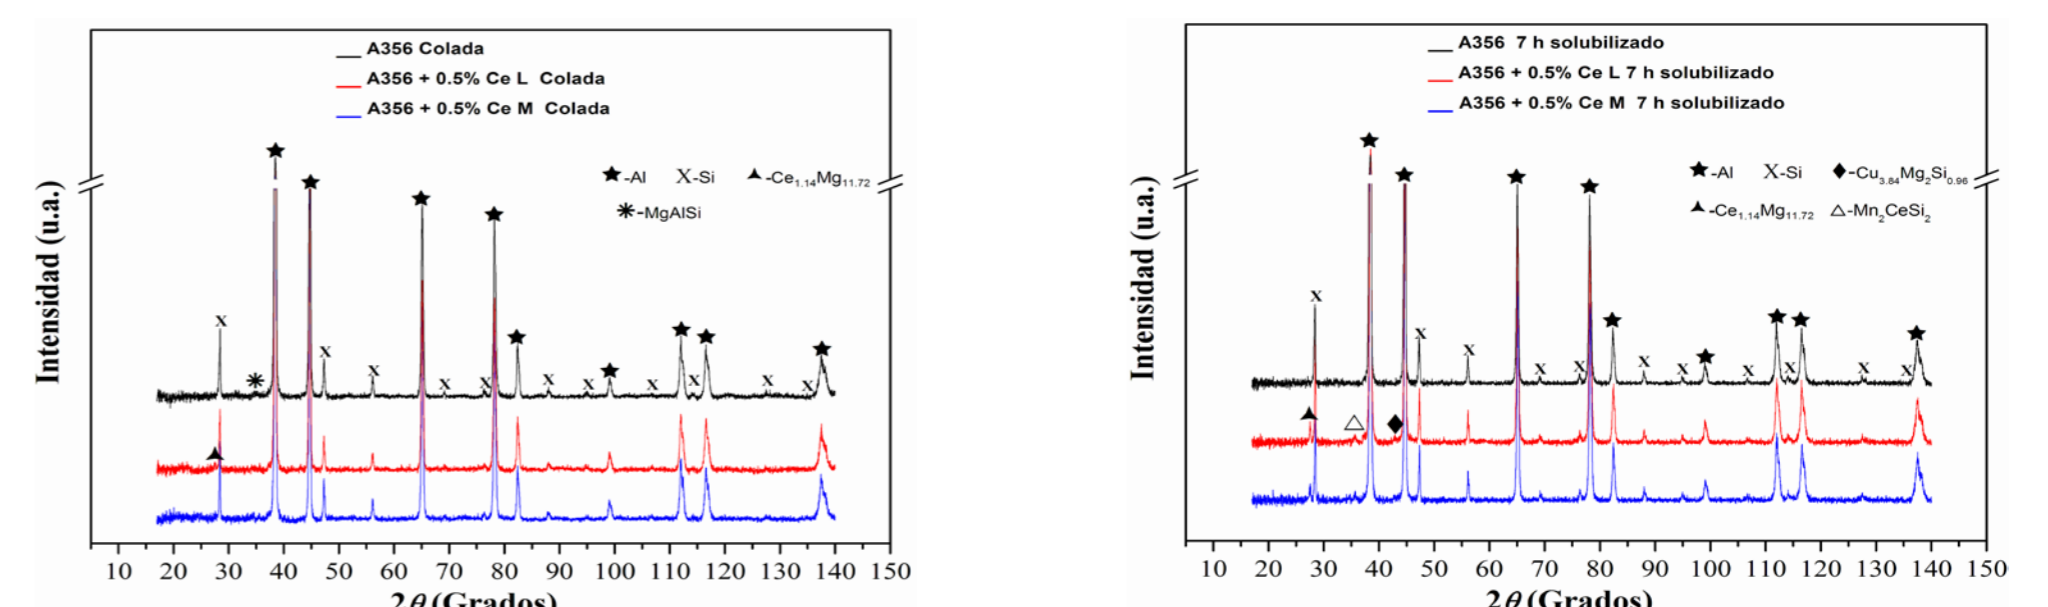 A356 Colada
A356 + 0.5% Ce L Colada
A356 + 0.5% Ce M Colada
★-Al X-Si ▲-Ce1.14Mg11.72
✳-MgAlSi
Intensidad (u.a.)
X
X
X
X
X
X
X
X
X
X
X
10 20 30 40 50 60 70 80 90 100 110 120 130 140 150
2θ (Grados)
A356 7 h solubilizado
A356 + 0.5% Ce L 7 h solubilizado
A356 + 0.5% Ce M 7 h solubilizado
★-Al X-Si ◆-Cu3.84Mg2Si0.96
▲-Ce1.14Mg11.72 △-Mn2CeSi2
Intensidad (u.a.)
X
X
X
X
X
X
X
X
X
X
X
10 20 30 40 50 60 70 80 90 100 110 120 130 140 150
2θ (Grados)